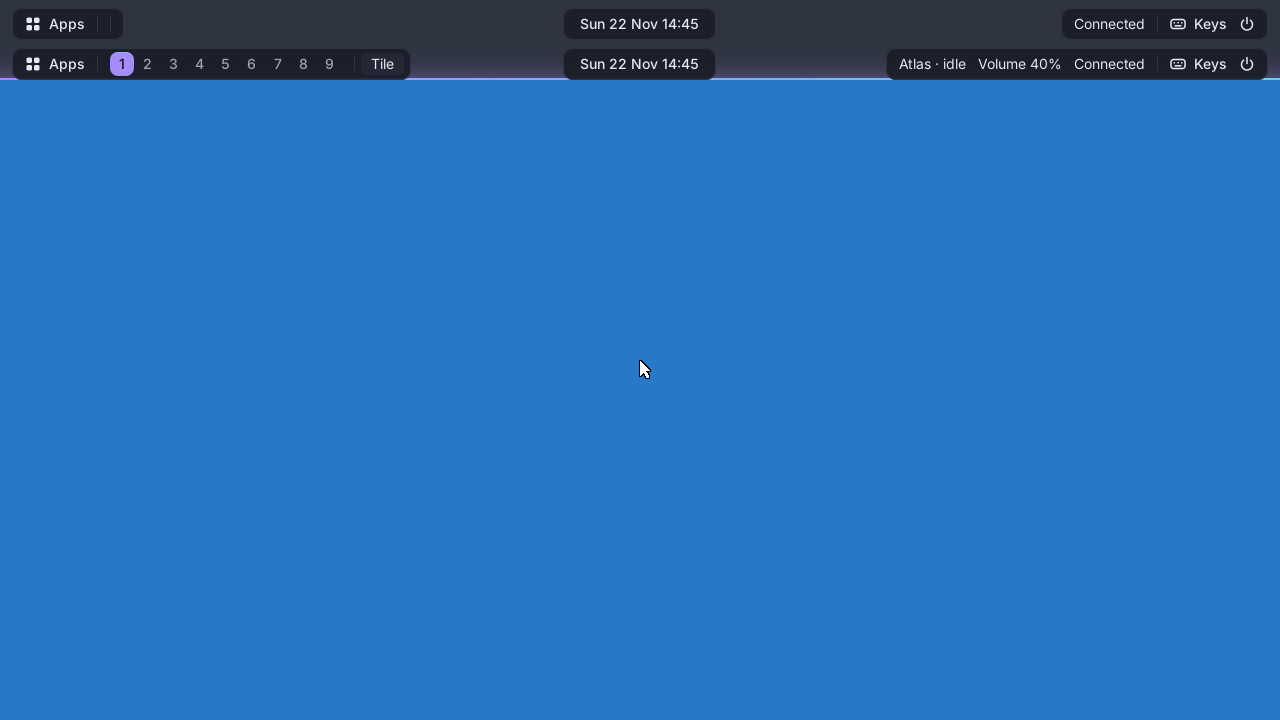 Apps Sun 22 Nov 14:45 Connected Keys
Apps 1 2 3 4 5 6 7 8 9 Tile Sun 22 Nov 14:45 Atlas · idle Volume 40% Connected Keys